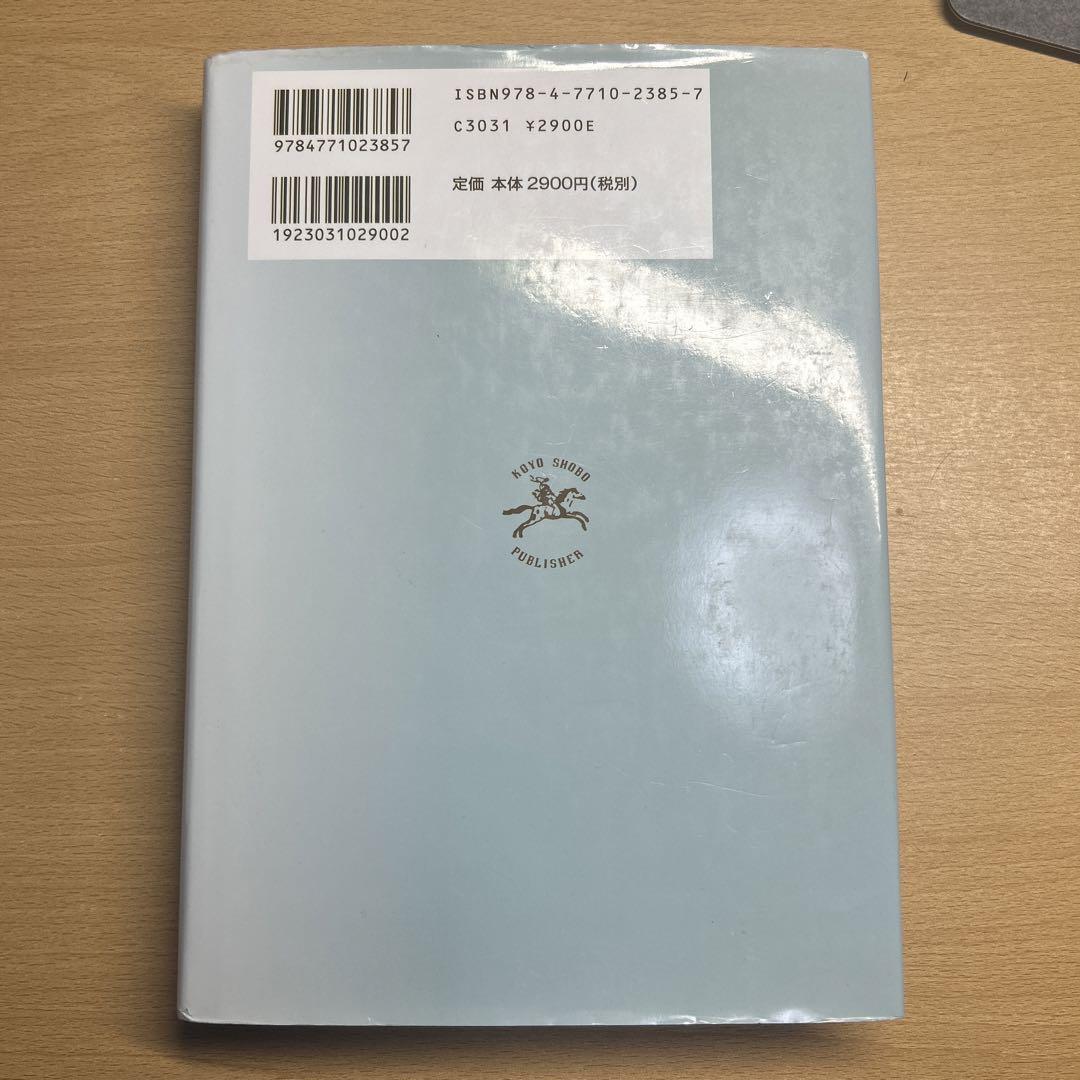 ISBN978-4-7710-2385-7
C3031 ¥2900E
9784771023857
定価 本体2900円(税別)
1923031029002
KOYO SHOBO
PUBLISHER